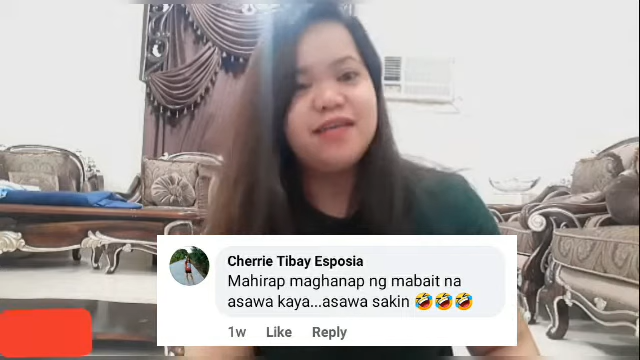 Cherrie Tibay Esposia
Mahirap maghanap ng mabait na
asawa kaya...asawa sakin 🤣🤣🤣
1w Like Reply